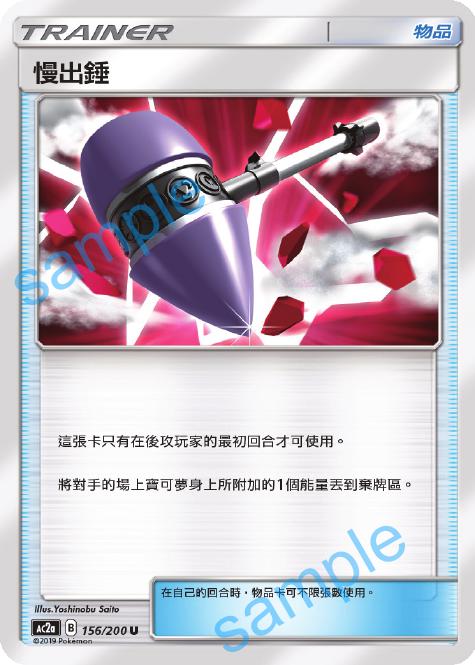 TRAINER
物品
慢出錘
sample
這張卡只有在後攻玩家的最初回合才可使用。
將對手的場上寶可夢身上所附加的1個能量丟到棄牌區。
sample
在自己的回合時，物品卡可不限張數使用。
Illus.Yoshinobu Saito
AC2a B 156/200 U
©2019 Pokémon